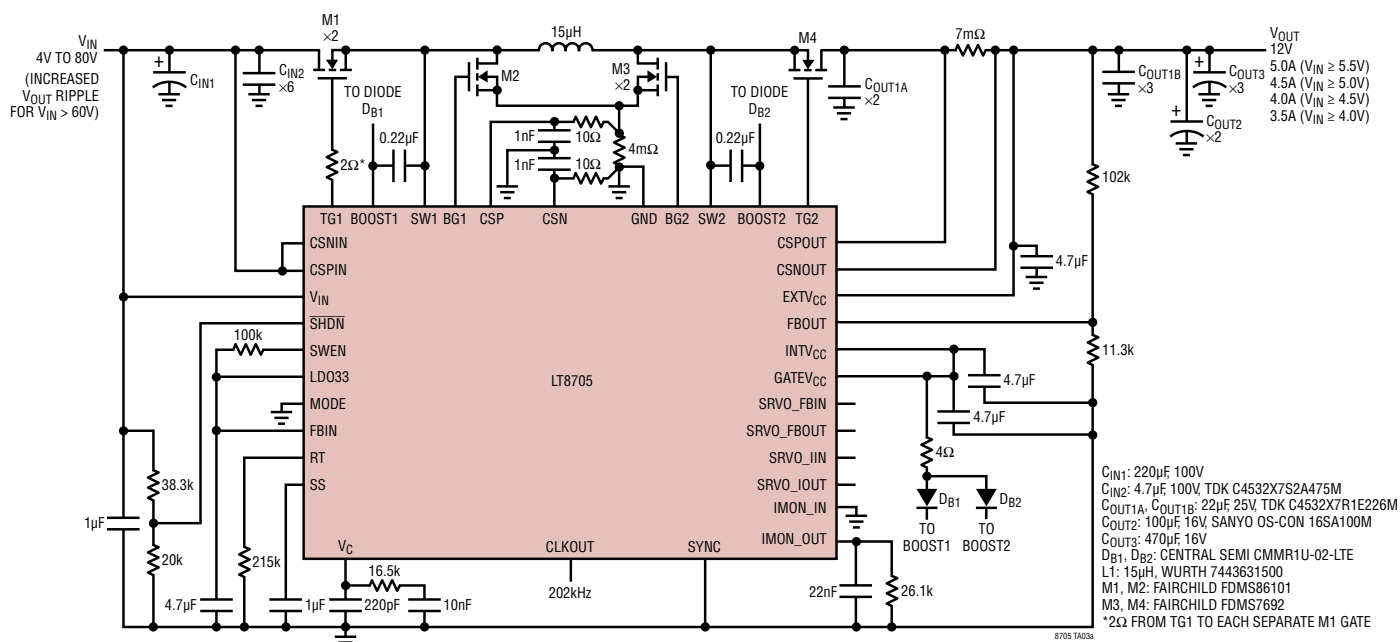 VIN
4V TO 80V
(INCREASED
VOUT RIPPLE
FOR VIN > 60V)
+
CIN1
CIN2
×6
M1
×2
15µH
M2
M3
×2
M4
7mΩ
VOUT
12V
5.0A (VIN ≥ 5.5V)
4.5A (VIN ≥ 5.0V)
4.0A (VIN ≥ 4.5V)
3.5A (VIN ≥ 4.0V)
COUT1A
×2
COUT1B
×3
+
COUT3
×3
+
COUT2
×2
TO DIODE
DB1
0.22µF
2Ω*
1nF
10Ω
1nF
10Ω
4mΩ
TO DIODE
DB2
0.22µF
102k
TG1
BOOST1
SW1
BG1
CSP
CSN
GND
BG2
SW2
BOOST2
TG2
CSNIN
CSPIN
VIN
SHDN
SWEN
LDO33
MODE
FBIN
RT
SS
VC
CLKOUT
SYNC
LT8705
CSPOUT
CSNOUT
EXTVCC
FBOUT
INTVCC
GATEVCC
SRVO_FBIN
SRVO_FBOUT
SRVO_IIN
SRVO_IOUT
IMON_IN
IMON_OUT
4.7µF
11.3k
4.7µF
4.7µF
4Ω
DB1
DB2
TO
BOOST1
TO
BOOST2
100k
38.3k
1µF
20k
4.7µF
215k
1µF
220pF
16.5k
10nF
202kHz
22nF
26.1k
CIN1: 220µF, 100V
CIN2: 4.7µF, 100V, TDK C4532X7S2A475M
COUT1A, COUT1B: 22µF, 25V, TDK C4532X7R1E226M
COUT2: 100µF, 16V, SANYO OS-CON 16SA100M
COUT3: 470µF, 16V
DB1, DB2: CENTRAL SEMI CMMR1U-02-LTE
L1: 15µH, WURTH 7443631500
M1, M2: FAIRCHILD FDMS86101
M3, M4: FAIRCHILD FDMS7692
*2Ω FROM TG1 TO EACH SEPARATE M1 GATE
8705 TA03a